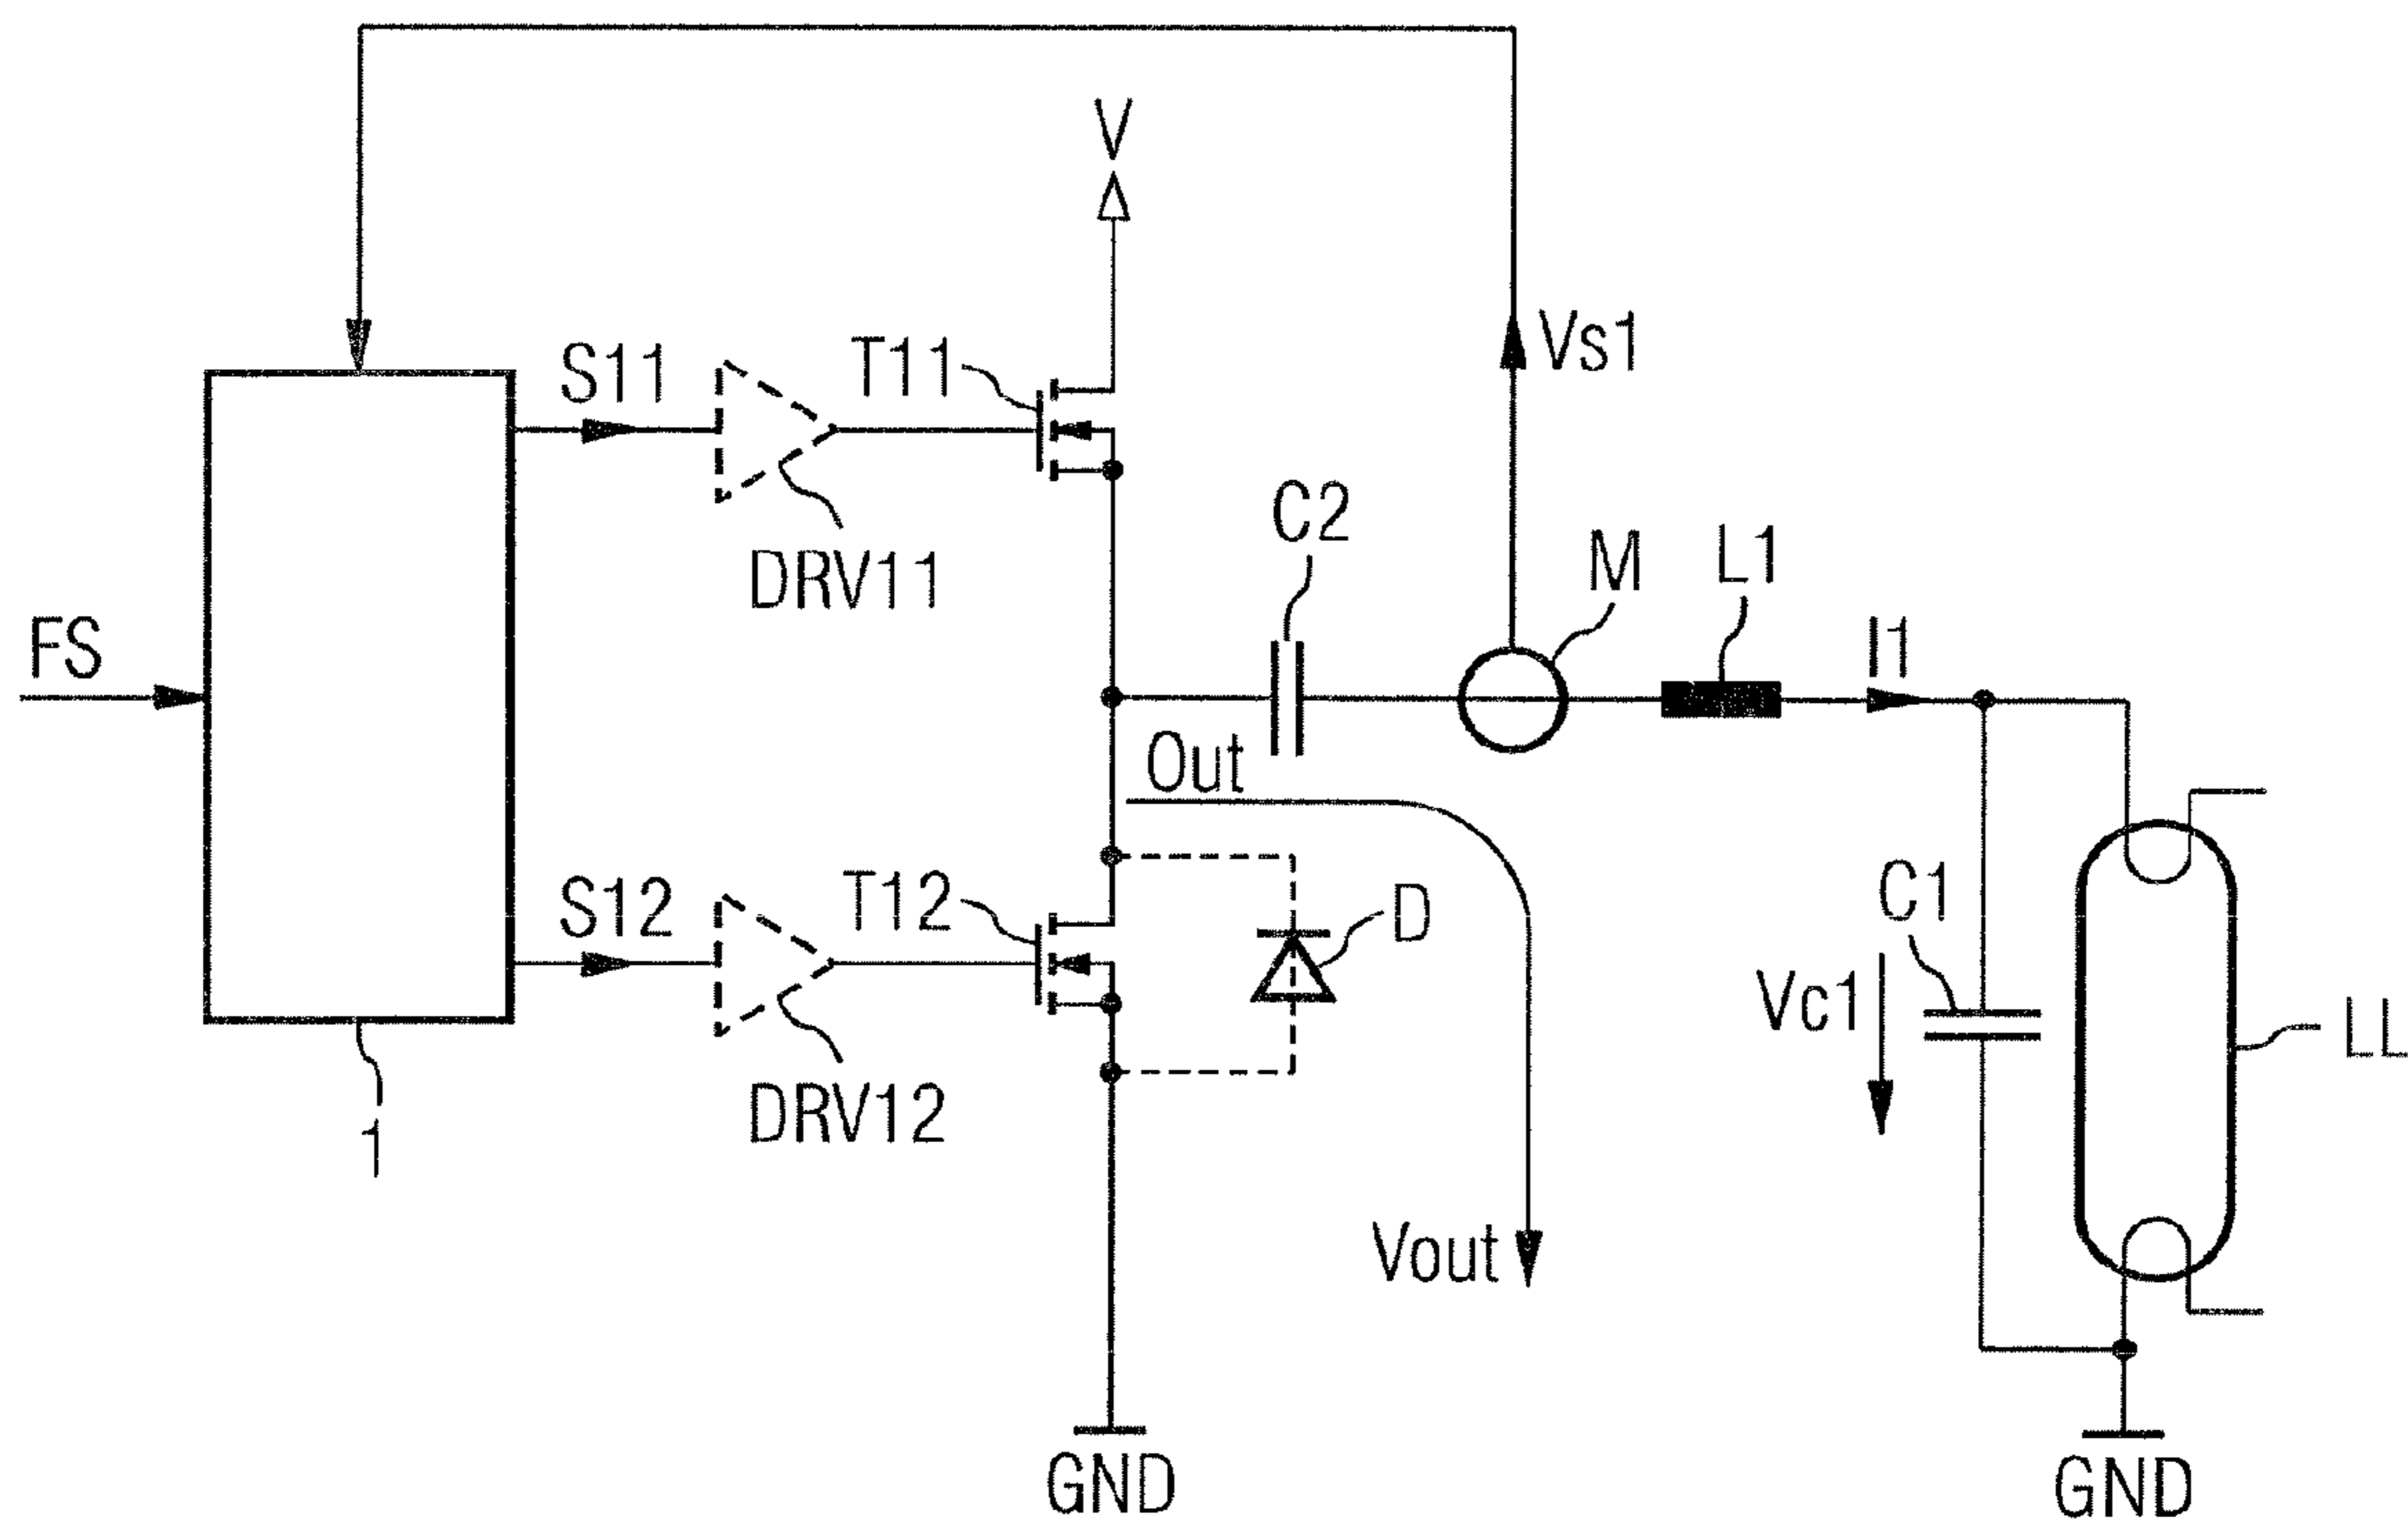 V
Vs1
S11
T11
DRV11
C2
M
L1
I1
FS
Out
S12
T12
D
C1
Vc1
LL
DRV12
1
Vout
GND
GND